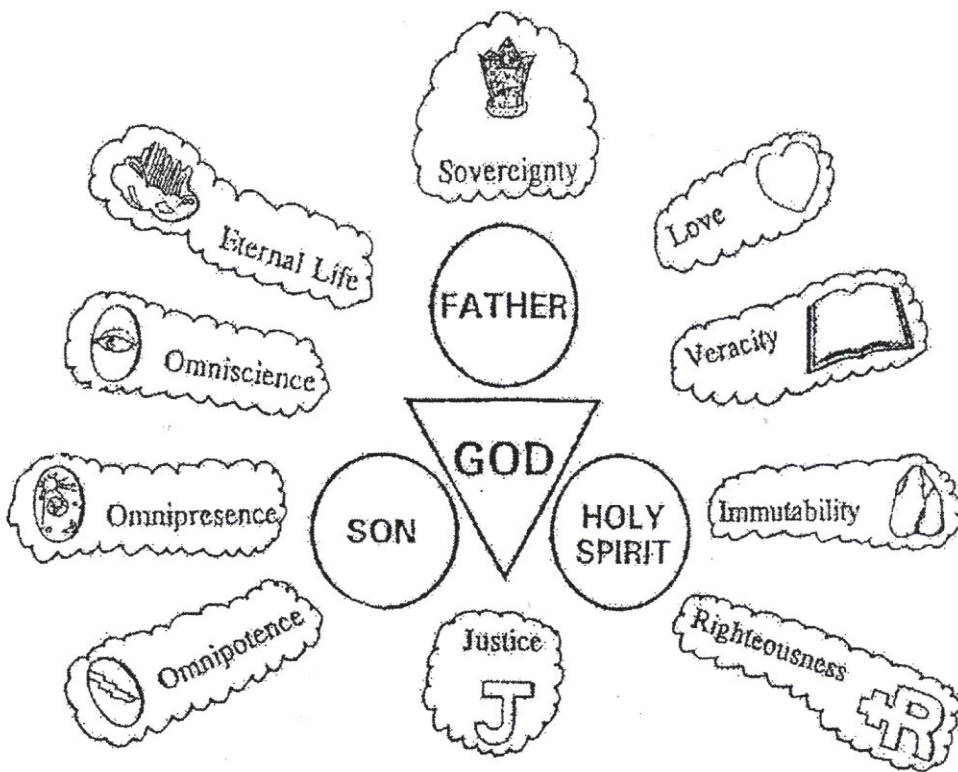 Sovereignty
Eternal Life
Love
FATHER
Omniscience
Veracity
GOD
Omnipresence
SON
HOLY
SPIRIT
Immutability
Omnipotence
Justice
J
Righteousness
+R